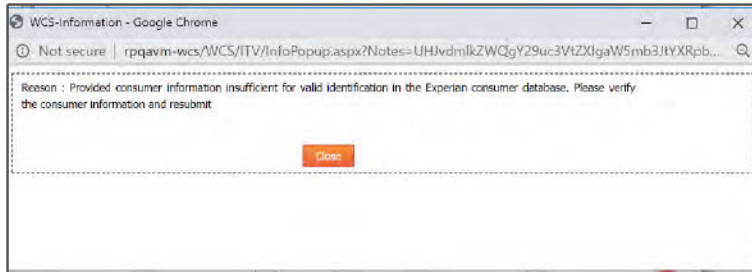 WCS-Information - Google Chrome
Not secure | rpqavm-wcs/WCS/ITV/InfoPopup.aspx?Notes=UHJvdmlkZWQgY29uc3VtZXIgaW5mb3JtYXRpb...
Reason : Provided consumer information insufficient for valid identification in the Experian consumer database. Please verify
the consumer information and resubmit
Close